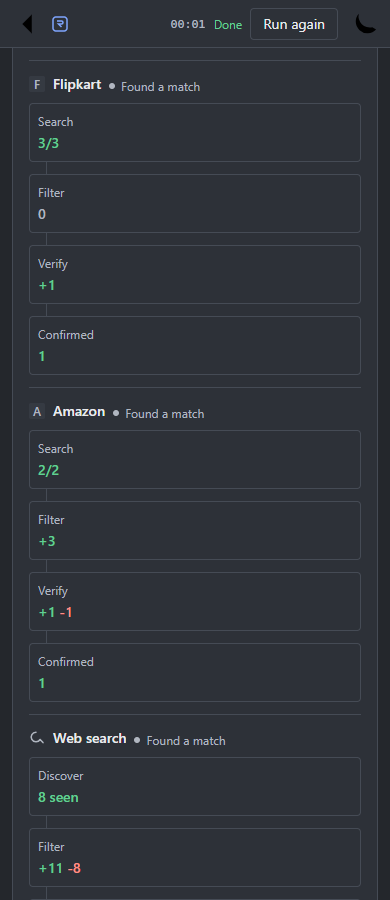 00:01 Done Run again
F Flipkart Found a match
Search
3/3
Filter
0
Verify
+1
Confirmed
1
A Amazon Found a match
Search
2/2
Filter
+3
Verify
+1 -1
Confirmed
1
Web search Found a match
Discover
8 seen
Filter
+11 -8